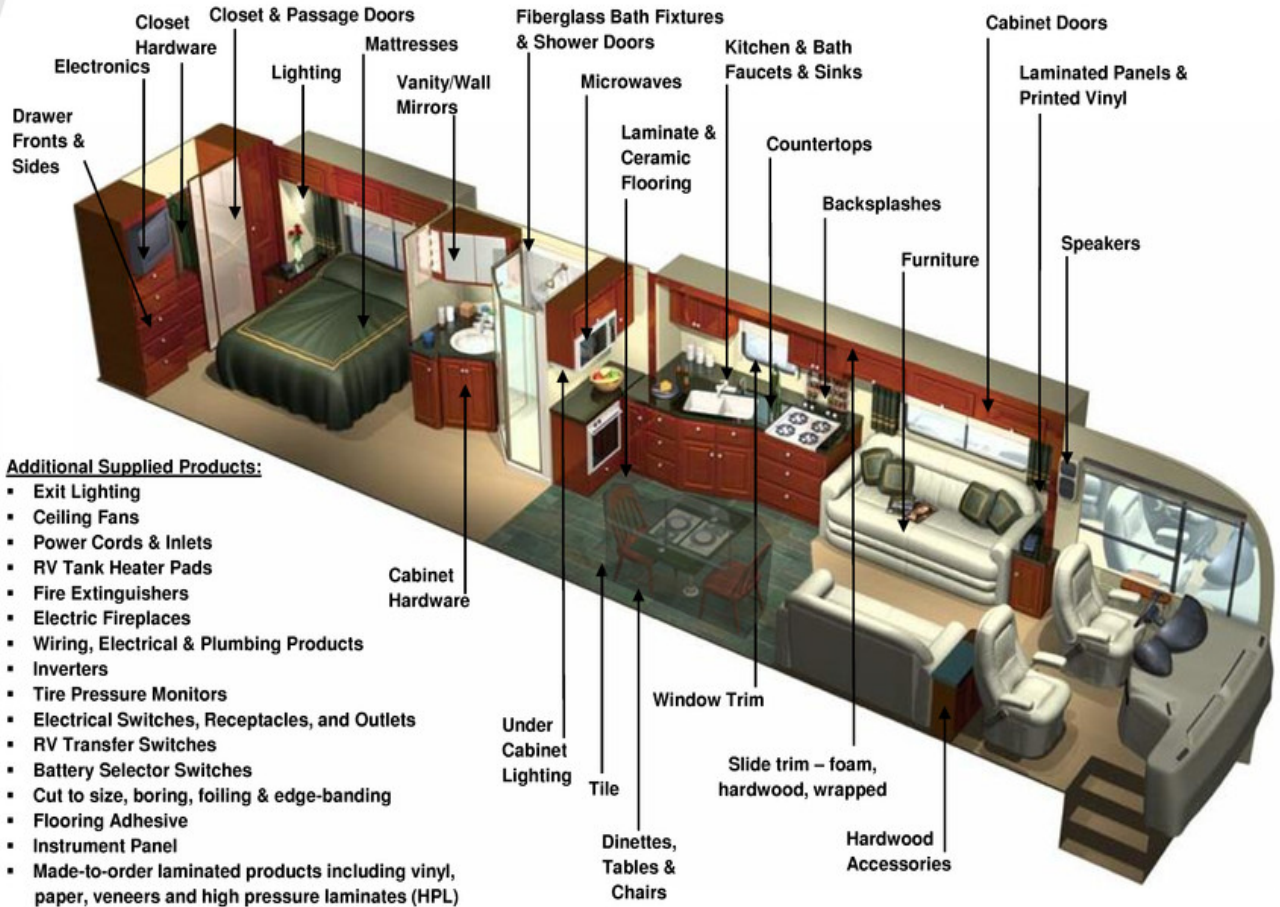 Closet
Hardware
Closet & Passage Doors
Electronics
Drawer
Fronts &
Sides
Lighting
Mattresses
Vanity/Wall
Mirrors
Fiberglass Bath Fixtures
& Shower Doors
Microwaves
Laminate &
Ceramic
Flooring
Kitchen & Bath
Faucets & Sinks
Countertops
Backsplashes
Furniture
Cabinet Doors
Laminated Panels &
Printed Vinyl
Speakers
Additional Supplied Products:
▪ Exit Lighting
▪ Ceiling Fans
▪ Power Cords & Inlets
▪ RV Tank Heater Pads
▪ Fire Extinguishers
▪ Electric Fireplaces
▪ Wiring, Electrical & Plumbing Products
▪ Inverters
▪ Tire Pressure Monitors
▪ Electrical Switches, Receptacles, and Outlets
▪ RV Transfer Switches
▪ Battery Selector Switches
▪ Cut to size, boring, foiling & edge-banding
▪ Flooring Adhesive
▪ Instrument Panel
▪ Made-to-order laminated products including vinyl,
paper, veneers and high pressure laminates (HPL)
Cabinet
Hardware
Under
Cabinet
Lighting
Tile
Dinettes,
Tables &
Chairs
Window Trim
Slide trim – foam,
hardwood, wrapped
Hardwood
Accessories